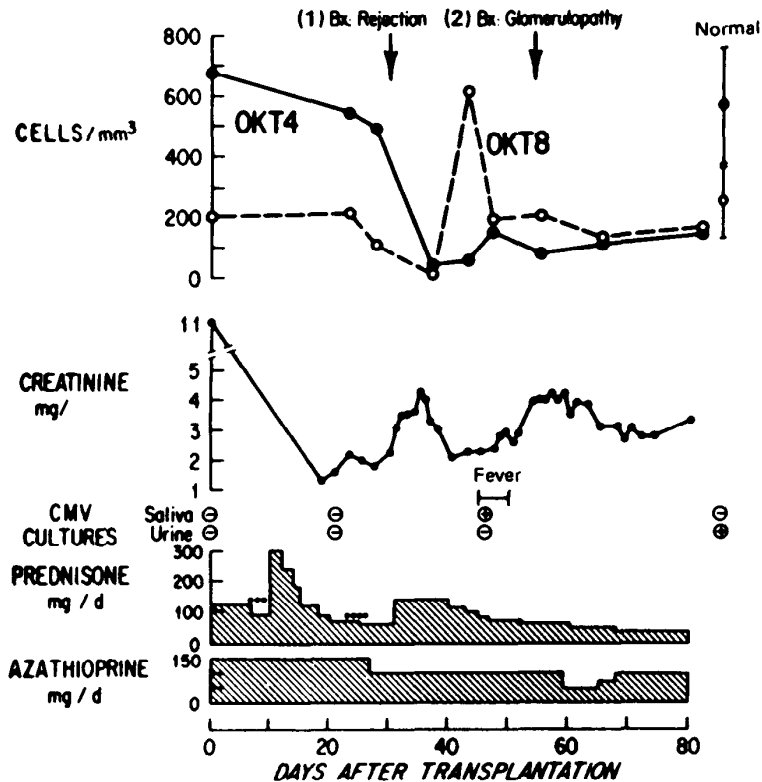 (1) Bx: Rejection (2) Bx: Glomerulopathy
Normal
800
600
400
200
0
CELLS/mm³
OKT4
OKT8
11
5
4
3
2
1
CREATININE
mg/
Fever
CMV
CULTURES
Saliva ⊖ ⊖ ⊕ ⊖
Urine ⊖ ⊖ ⊖ ⊕
PREDNISONE
mg / d
300
200
100
0
AZATHIOPRINE
mg / d
150
0
0 20 40 60 80
DAYS AFTER TRANSPLANTATION